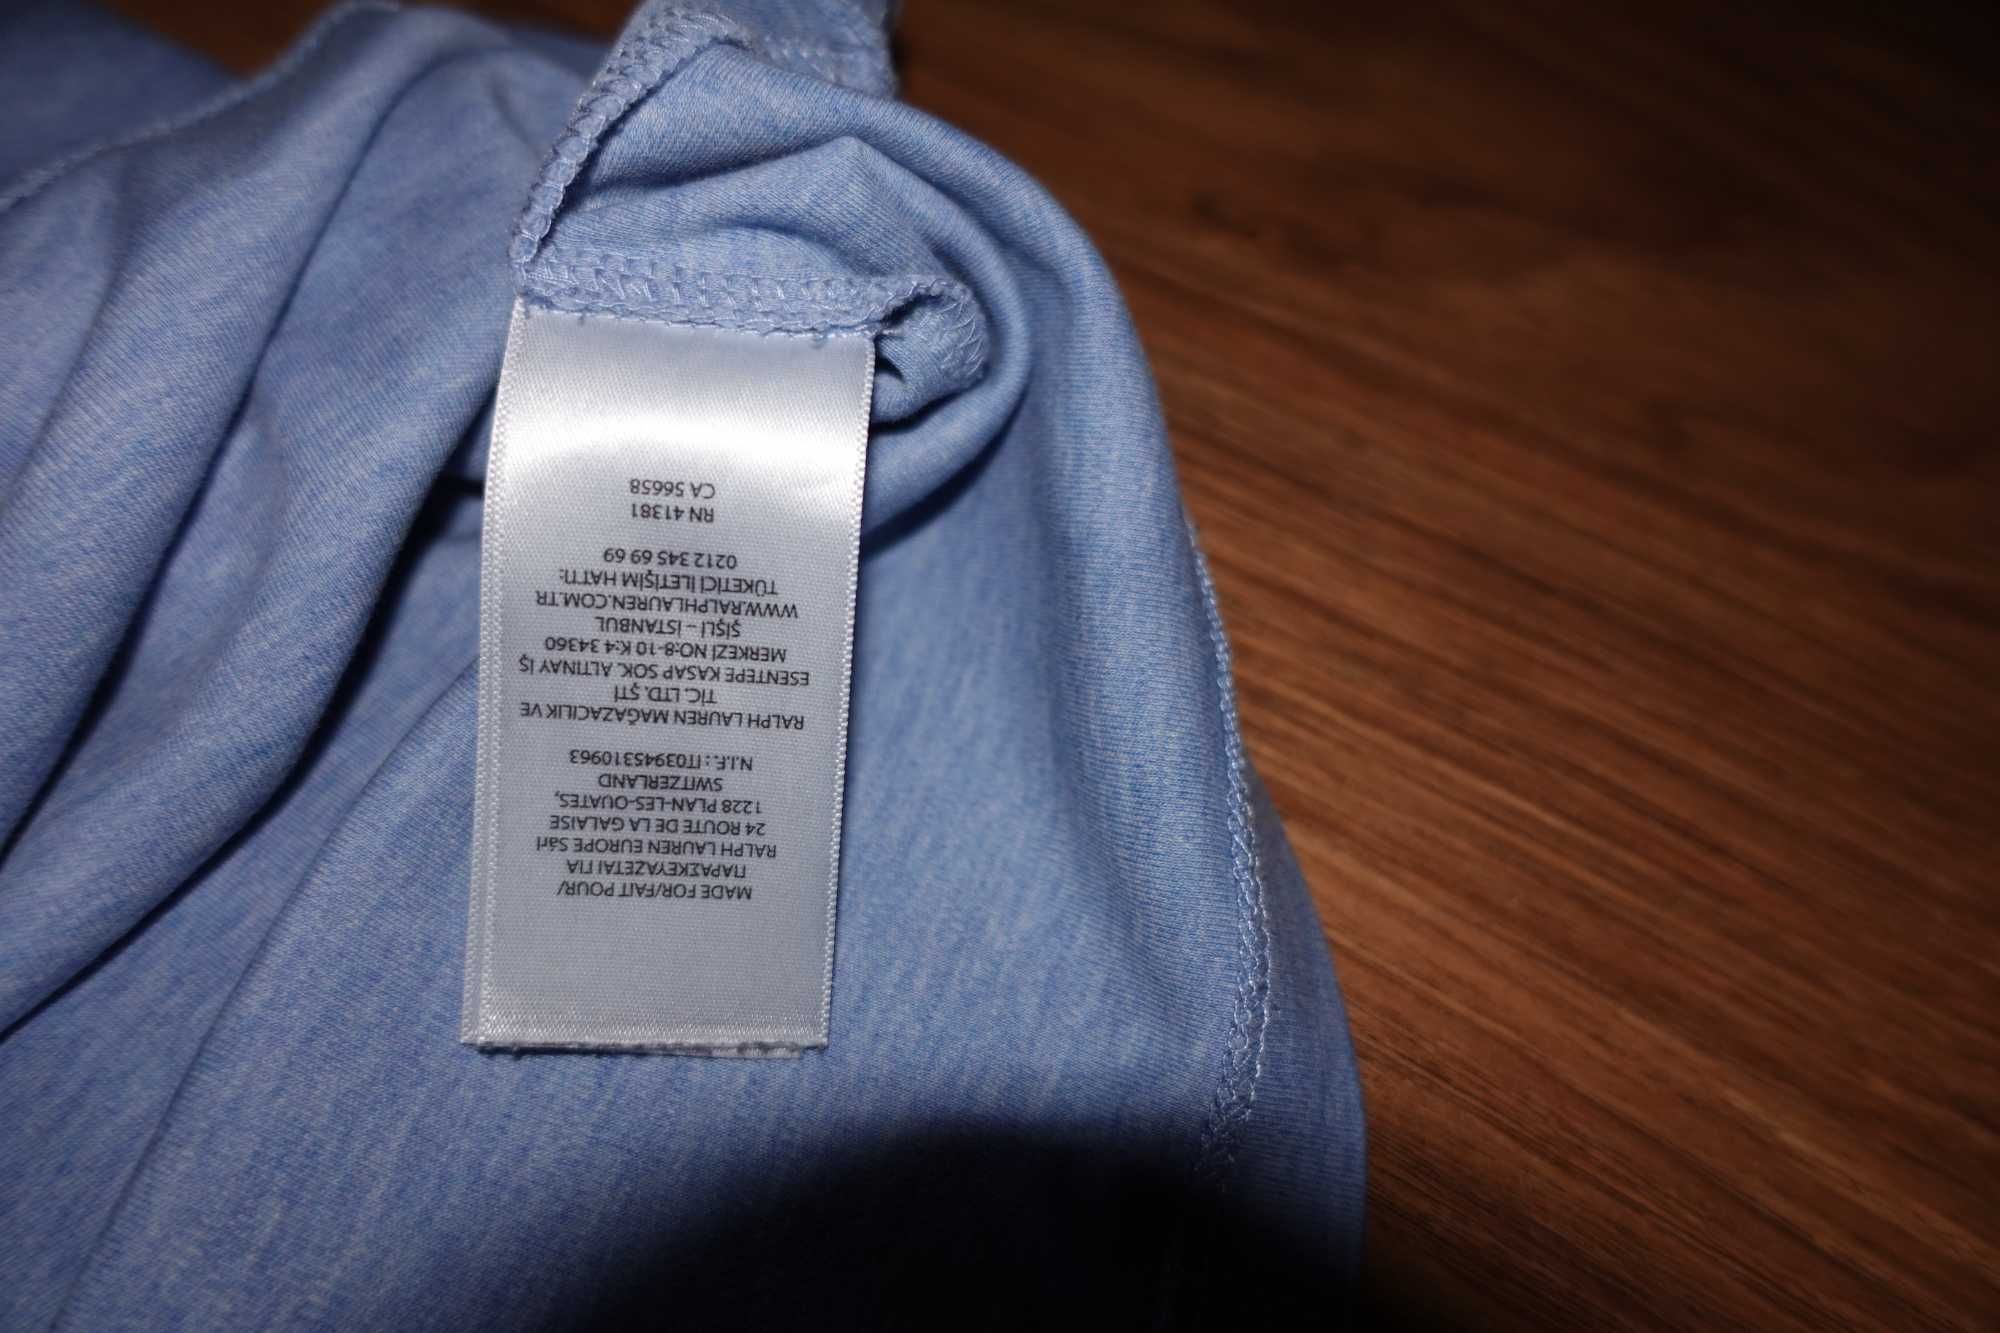 MADE FOR/FAIT POUR/
ΠΑΡΑΣΚΕΥΑΖΕΤΑΙ ΓΙΑ
RALPH LAUREN EUROPE Sàrl
24 ROUTE DE LA GALAISE
1228 PLAN-LES-OUATES,
SWITZERLAND
N.I.F. : IT03945310963
RALPH LAUREN MAĞAZACILIK VE
TİC. LTD. ŞTİ
ESENTEPE KASAP SOK. ALTINAY İŞ
MERKEZİ NO:8-10 K:4 34360
ŞİŞLİ – İSTANBUL
WWW.RALPHLAUREN.COM.TR
TÜKETİCİ İLETİŞİM HATTI:
0212 345 69 69
RN 41381
CA 56658